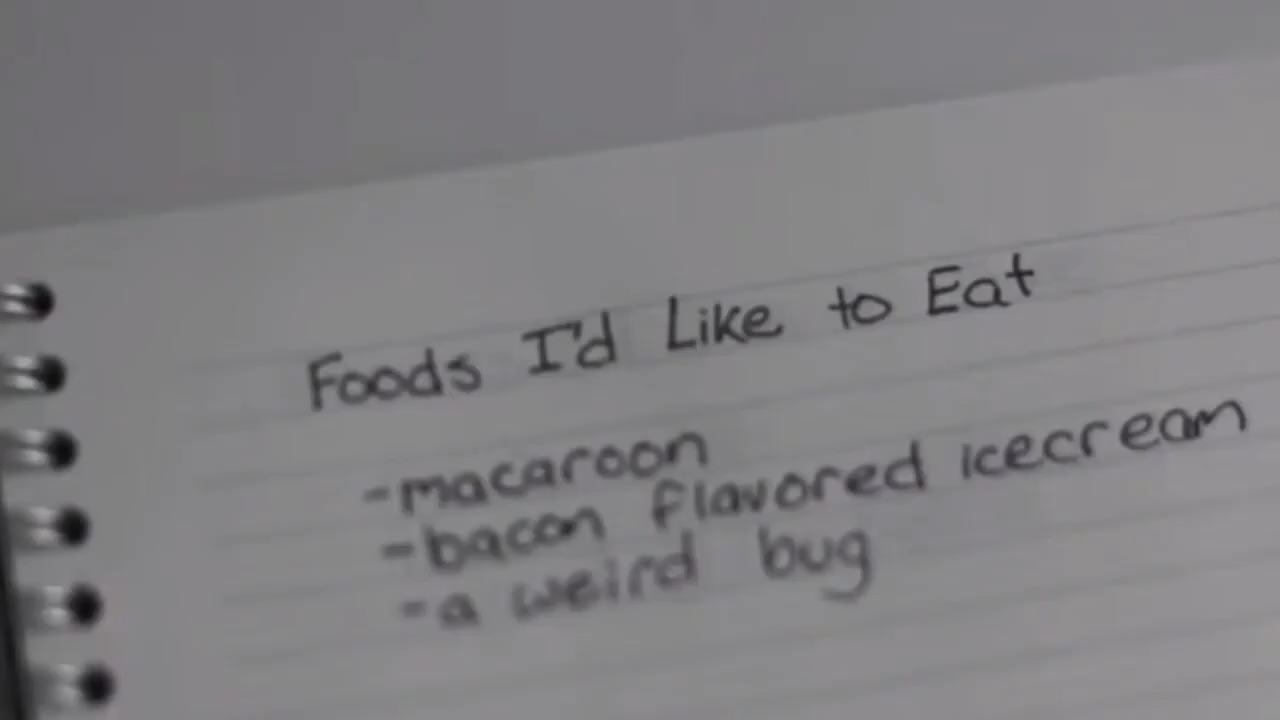 Foods I'd Like to Eat
-macaroon
-bacon flavored icecream
-a weird bug